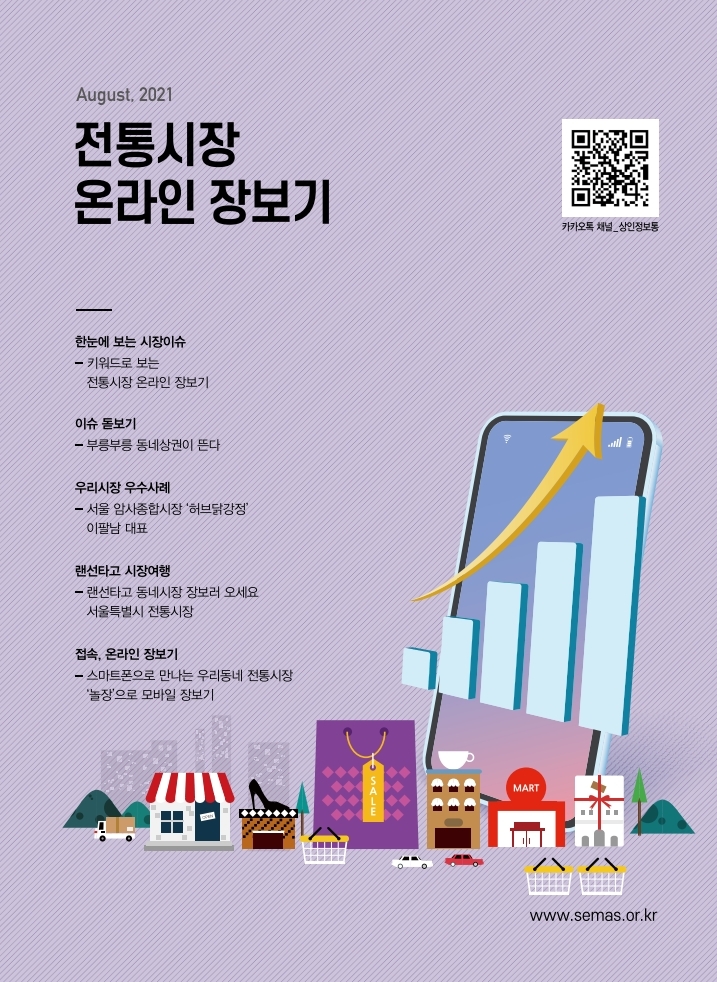 August, 2021
전통시장
온라인 장보기
카카오톡 채널_상인정보통
한눈에 보는 시장이슈
– 키워드로 보는
전통시장 온라인 장보기
이슈 돋보기
– 부릉부릉 동네상권이 뜬다
우리시장 우수사례
– 서울 암사종합시장 ‘허브닭강정’
이팔남 대표
랜선타고 시장여행
– 랜선타고 동네시장 장보러 오세요
서울특별시 전통시장
접속, 온라인 장보기
– 스마트폰으로 만나는 우리동네 전통시장
‘놀장’으로 모바일 장보기
SALE
MART
OPEN
www.semas.or.kr